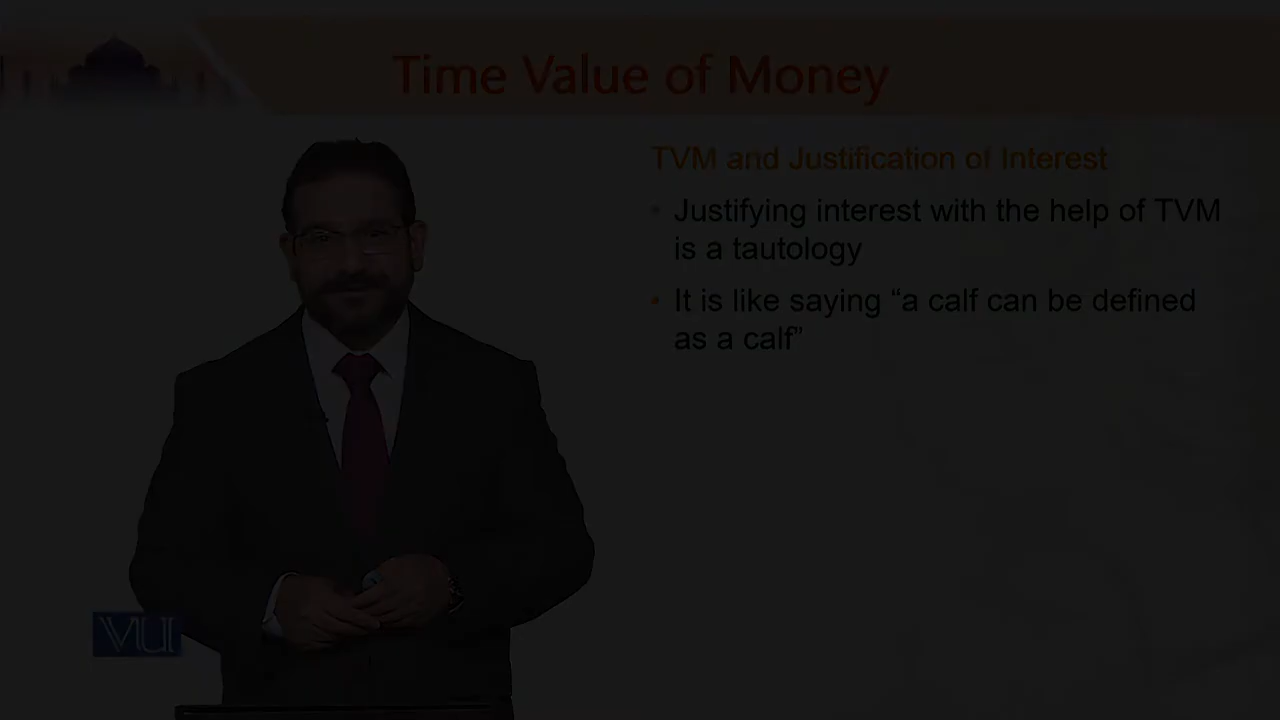 Time Value of Money
TVM and Justification of Interest
• Justifying interest with the help of TVM
is a tautology
• It is like saying “a calf can be defined
as a calf”
VU